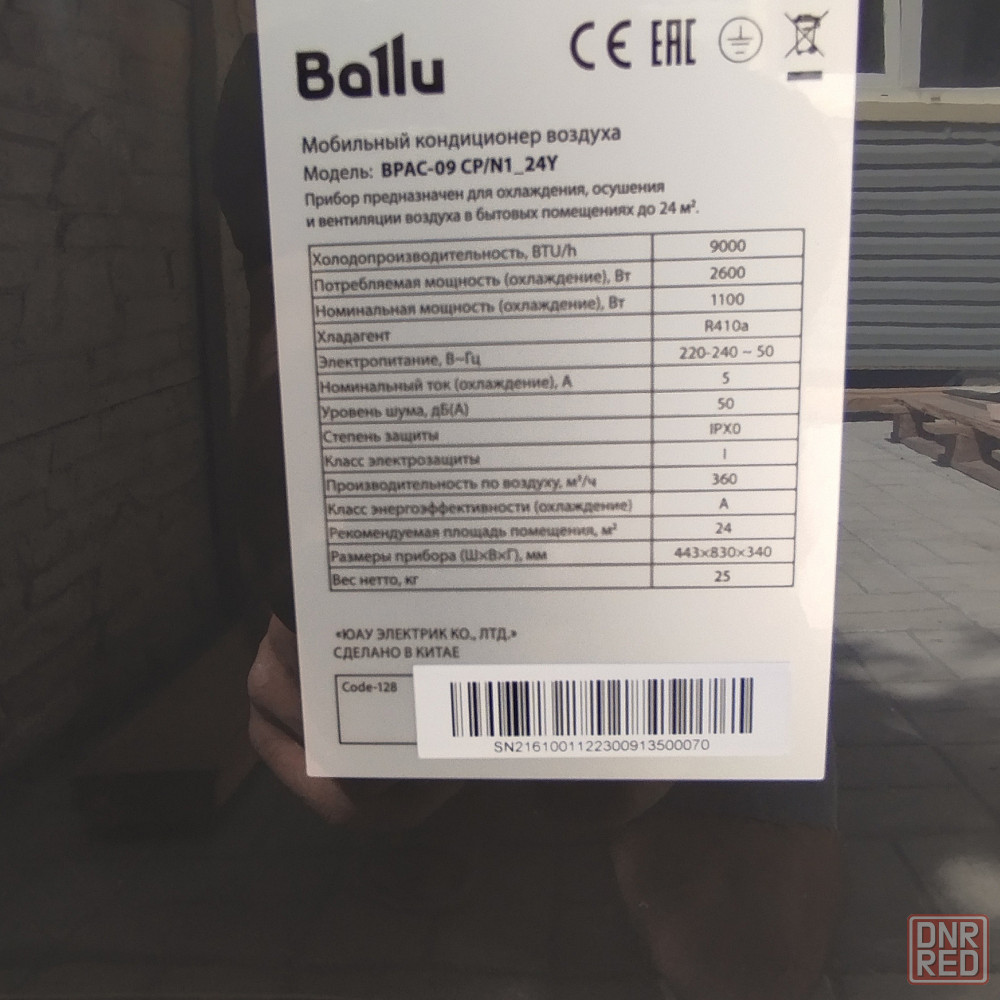 Ballu
CE EAC
Мобильный кондиционер воздуха
Модель: BPAC-09 CP/N1_24Y
Прибор предназначен для охлаждения, осушения
и вентиляции воздуха в бытовых помещениях до 24 м².
Холодопроизводительность, BTU/h 9000
Потребляемая мощность (охлаждение), Вт 2600
Номинальная мощность (охлаждение), Вт 1100
Хладагент R410a
Электропитание, В~Гц 220-240 ~ 50
Номинальный ток (охлаждение), А 5
Уровень шума, дБ(А) 50
Степень защиты IPX0
Класс электрозащиты I
Производительность по воздуху, м³/ч 360
Класс энергоэффективности (охлаждение) A
Рекомендуемая площадь помещения, м² 24
Размеры прибора (Ш×В×Г), мм 443×830×340
Вес нетто, кг 25
«ЮАУ ЭЛЕКТРИК КО., ЛТД.»
СДЕЛАНО В КИТАЕ
Code-128
SN2161001122300913500070
DNR
RED